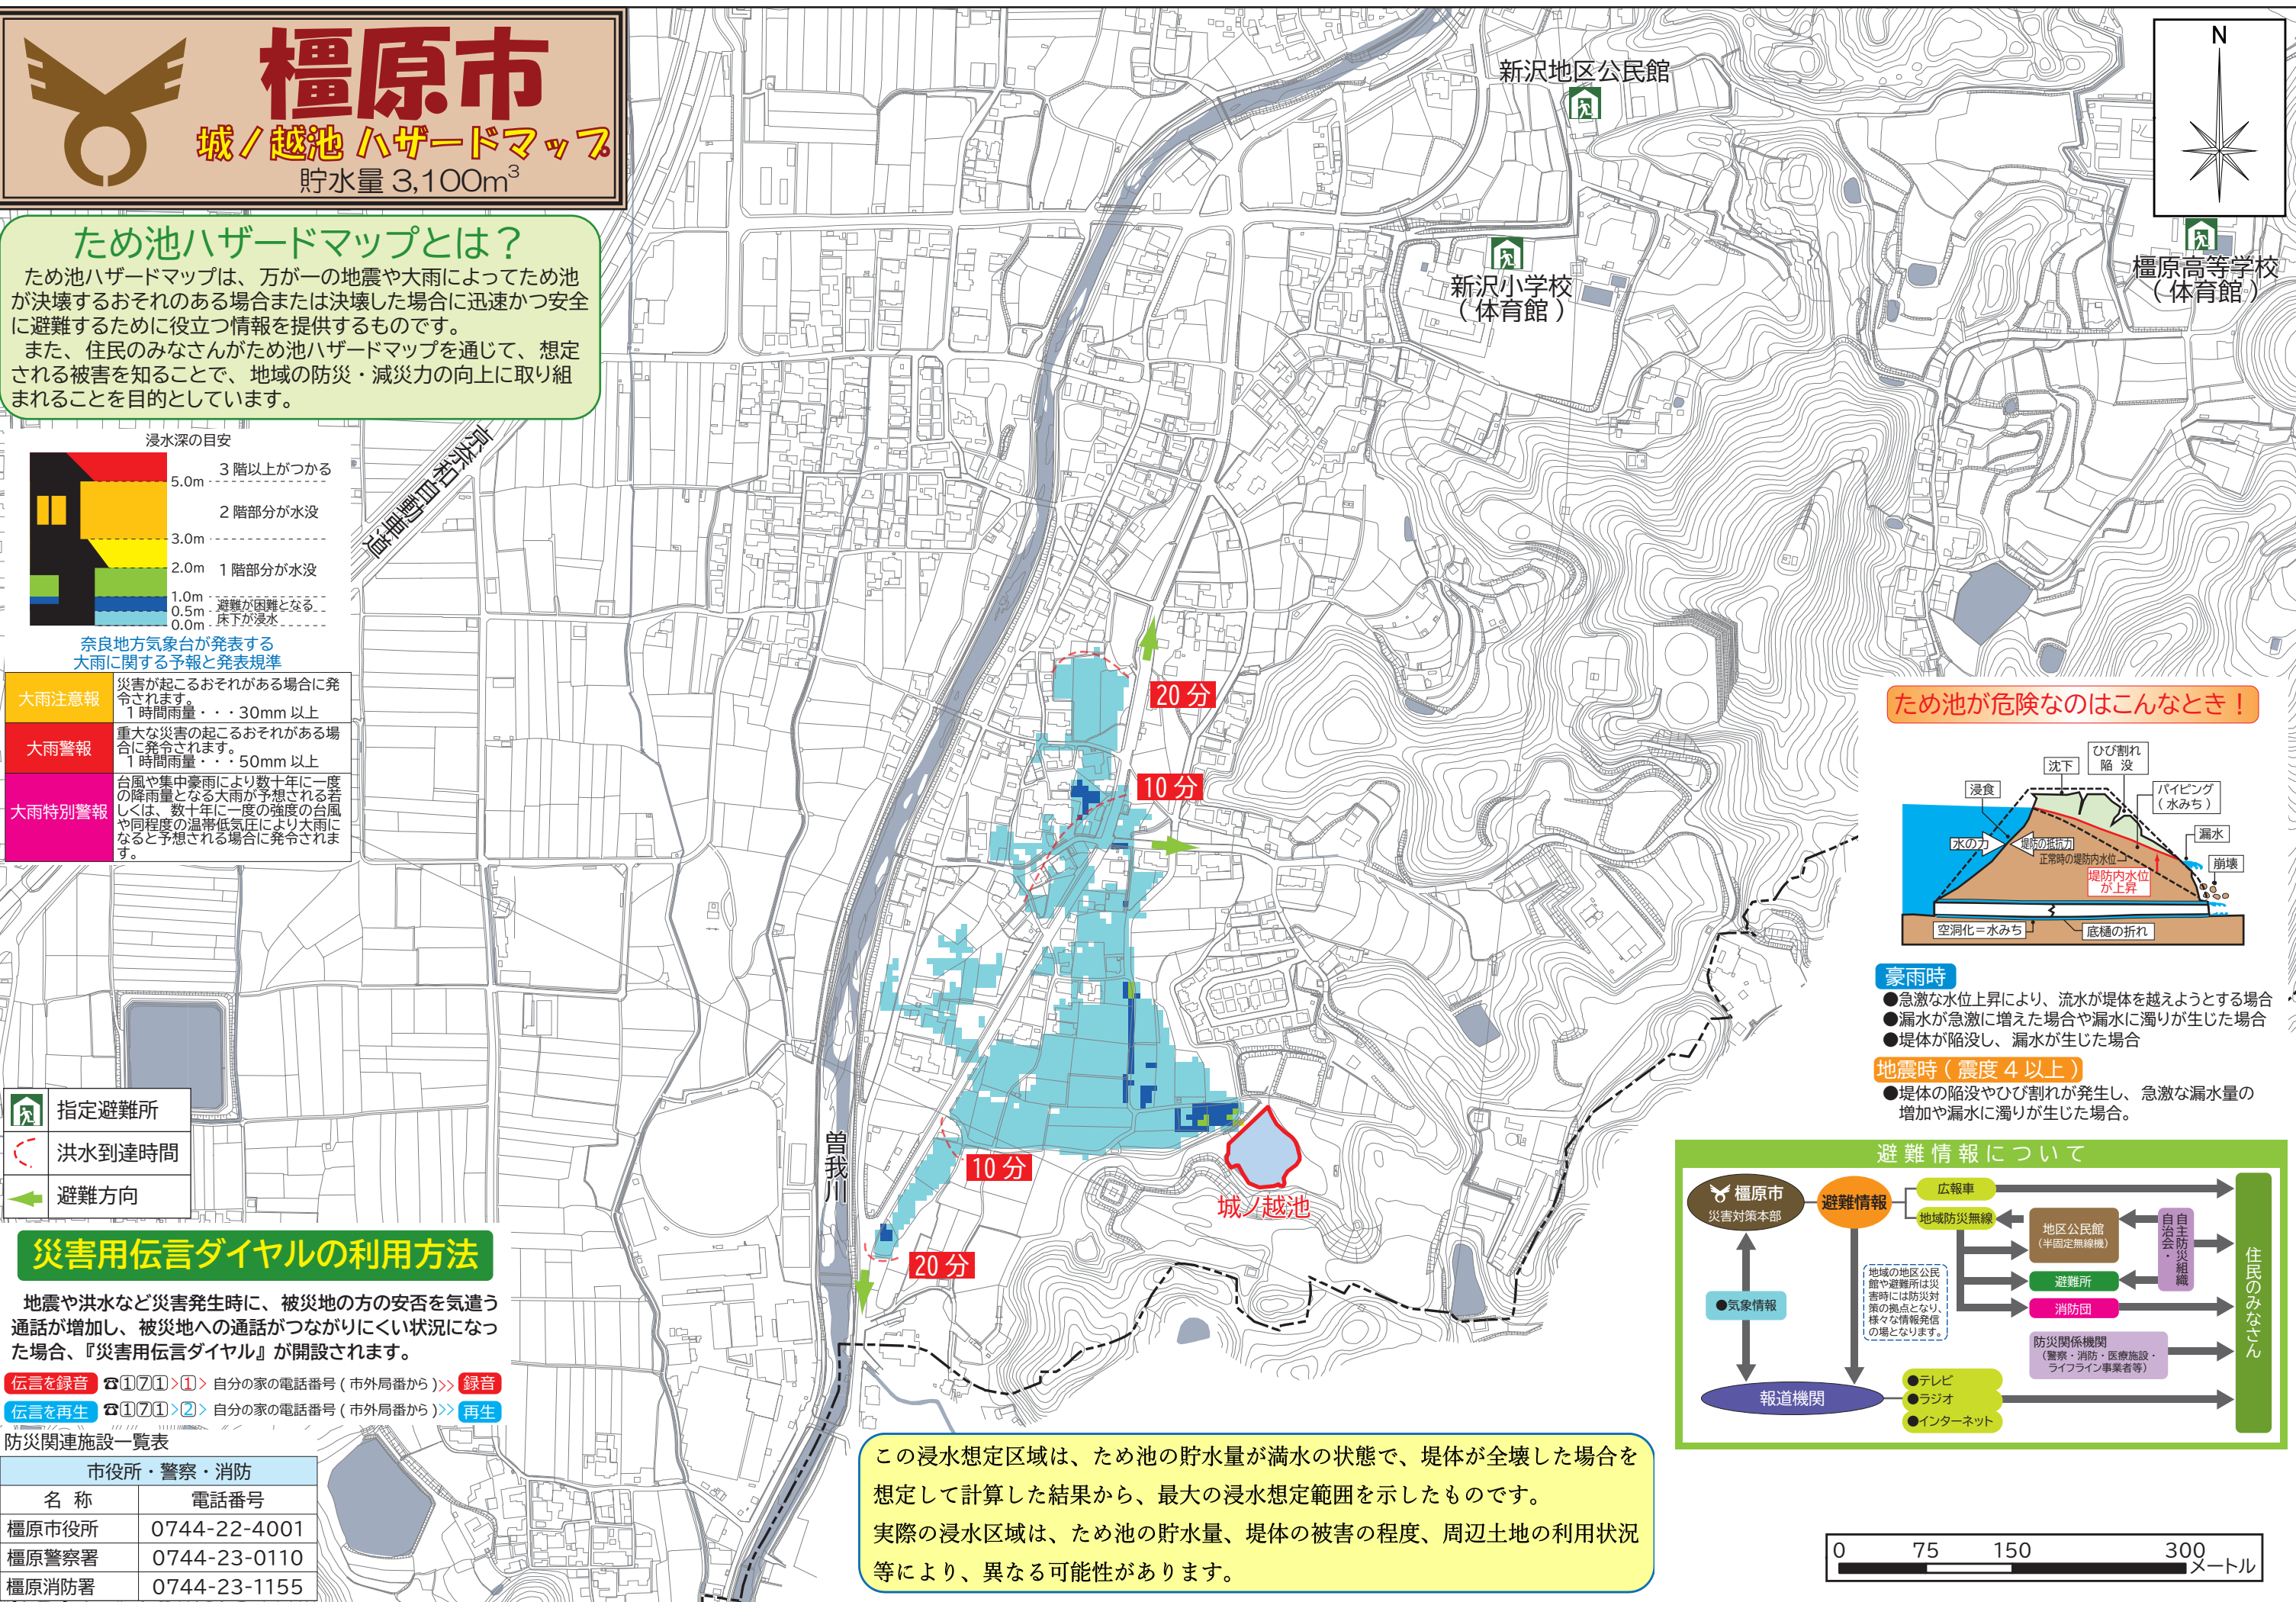 橿原市
城ノ越池 ハザードマップ
貯水量 3,100m³
ため池ハザードマップとは？
ため池ハザードマップは、万が一の地震や大雨によってため池
が決壊するおそれのある場合または決壊した場合に迅速かつ安全
に避難するために役立つ情報を提供するものです。
また、住民のみなさんがため池ハザードマップを通じて、想定
される被害を知ることで、地域の防災・減災力の向上に取り組
まれることを目的としています。
浸水深の目安
3 階以上がつかる
5.0m
2 階部分が水没
3.0m
2.0m
1 階部分が水没
1.0m
避難が困難となる
0.5m
床下が浸水
0.0m
奈良地方気象台が発表する
大雨に関する予報と発表規準
大雨注意報
災害が起こるおそれがある場合に発
令されます。
1 時間雨量・・・30mm 以上
大雨警報
重大な災害の起こるおそれがある場
合に発令されます。
1 時間雨量・・・50mm 以上
大雨特別警報
台風や集中豪雨により数十年に一度
の降雨量となる大雨が予想される若
しくは、数十年に一度の強度の台風
や同程度の温帯低気圧により大雨に
なると予想される場合に発令されま
す。
指定避難所
洪水到達時間
避難方向
災害用伝言ダイヤルの利用方法
地震や洪水など災害発生時に、被災地の方の安否を気遣う
通話が増加し、被災地への通話がつながりにくい状況になっ
た場合、『災害用伝言ダイヤル』が開設されます。
伝言を録音 ☎171>1> 自分の家の電話番号 ( 市外局番から )>> 録音
伝言を再生 ☎171>2> 自分の家の電話番号 ( 市外局番から )>> 再生
防災関連施設一覧表
市役所・警察・消防
名 称 電話番号
橿原市役所 0744-22-4001
橿原警察署 0744-23-0110
橿原消防署 0744-23-1155
京奈和自動車道
曽我川
新沢地区公民館
新沢小学校
（体育館）
橿原高等学校
（体育館）
N
20 分
10 分
10 分
20 分
城ノ越池
この浸水想定区域は、ため池の貯水量が満水の状態で、堤体が全壊した場合を
想定して計算した結果から、最大の浸水想定範囲を示したものです。
実際の浸水区域は、ため池の貯水量、堤体の被害の程度、周辺土地の利用状況
等により、異なる可能性があります。
ため池が危険なのはこんなとき！
ひび割れ
陥 没
沈下
浸食
パイピング
（水みち）
漏水
水の力
堤防の抵抗力
正常時の堤防内水位
崩壊
堤防内水位
が上昇
空洞化＝水みち
底樋の折れ
豪雨時
●急激な水位上昇により、流水が堤体を越えようとする場合
●漏水が急激に増えた場合や漏水に濁りが生じた場合
●堤体が陥没し、漏水が生じた場合
地震時（震度 4 以上）
●堤体の陥没やひび割れが発生し、急激な漏水量の
増加や漏水に濁りが生じた場合。
避難情報について
橿原市
災害対策本部
避難情報
広報車
地域防災無線
地区公民館
（半固定無線機）
自主防災組織
自治会・
避難所
消防団
地域の地区公民
館や避難所は災
害時には防災対
策の拠点となり、
様々な情報発信
の場となります。
●気象情報
防災関係機関
（警察・消防・医療施設・
ライフライン事業者等）
報道機関
●テレビ
●ラジオ
●インターネット
住民のみなさん
0 75 150 300
メートル